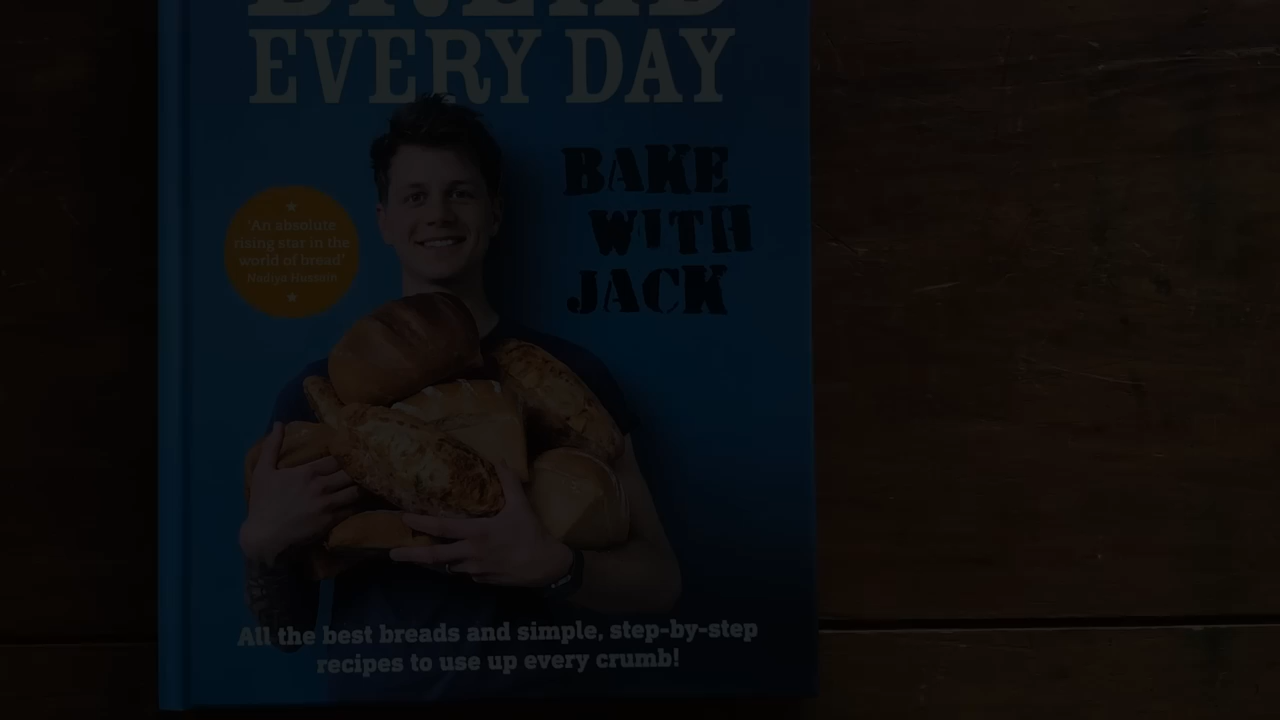 BREAD
EVERY DAY
BAKE
WITH
JACK
'An absolute
rising star in the
world of bread'
Nadiya Hussain
All the best breads and simple, step-by-step
recipes to use up every crumb!